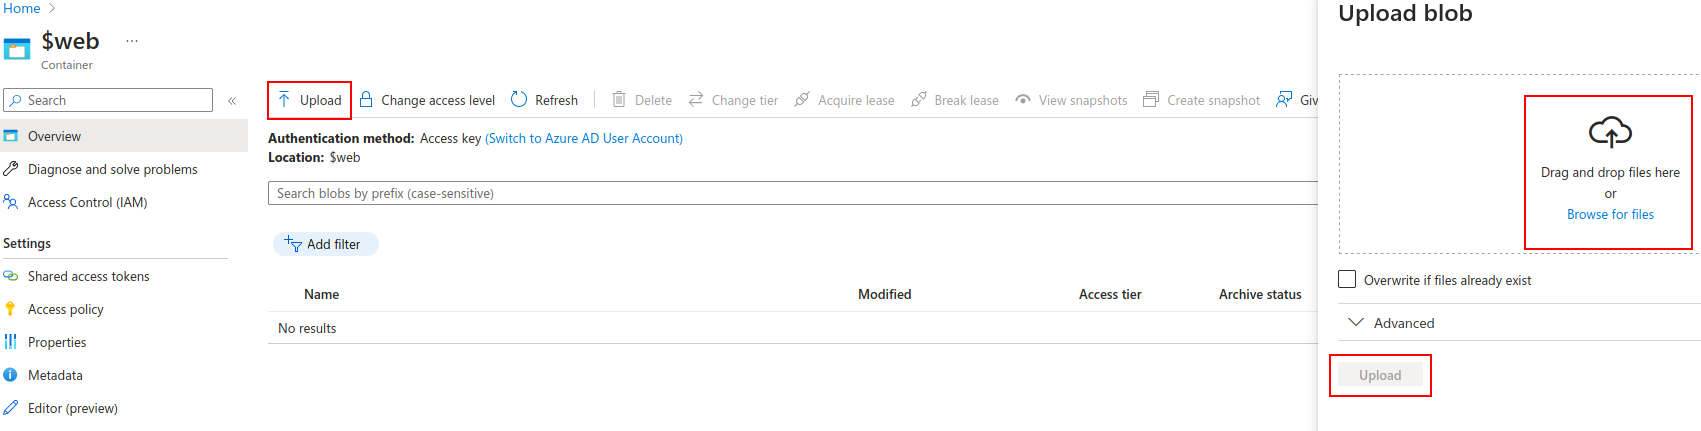 Home
$web
Container
Search
Overview
Diagnose and solve problems
Access Control (IAM)
Settings
Shared access tokens
Access policy
Properties
Metadata
Editor (preview)
Upload Change access level Refresh Delete Change tier Acquire lease Break lease View snapshots Create snapshot Giv
Authentication method: Access key (Switch to Azure AD User Account)
Location: $web
Search blobs by prefix (case-sensitive)
Add filter
Name Modified Access tier Archive status
No results
Upload blob
Drag and drop files here
or
Browse for files
Overwrite if files already exist
Advanced
Upload